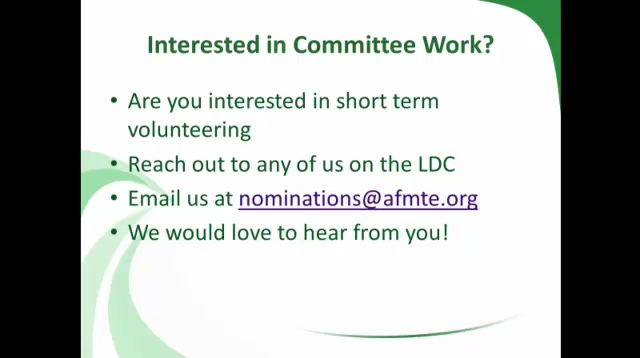 Interested in Committee Work?
• Are you interested in short term
volunteering
• Reach out to any of us on the LDC
• Email us at nominations@afmte.org
• We would love to hear from you!